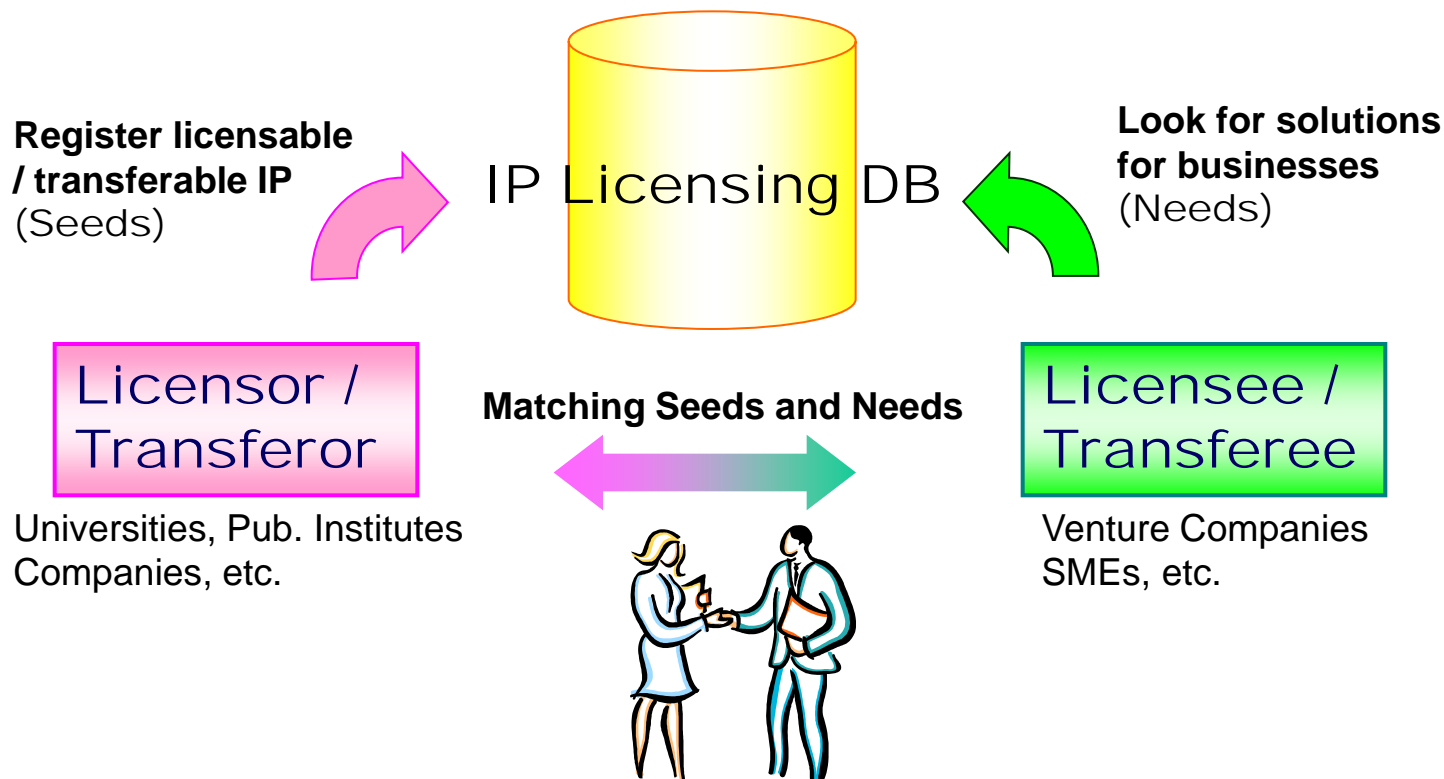 Register licensable
/ transferable IP
(Seeds)
IP Licensing DB
Look for solutions
for businesses
(Needs)
Licensor /
Transferor
Matching Seeds and Needs
Licensee /
Transferee
Universities, Pub. Institutes
Companies, etc.
Venture Companies
SMEs, etc.